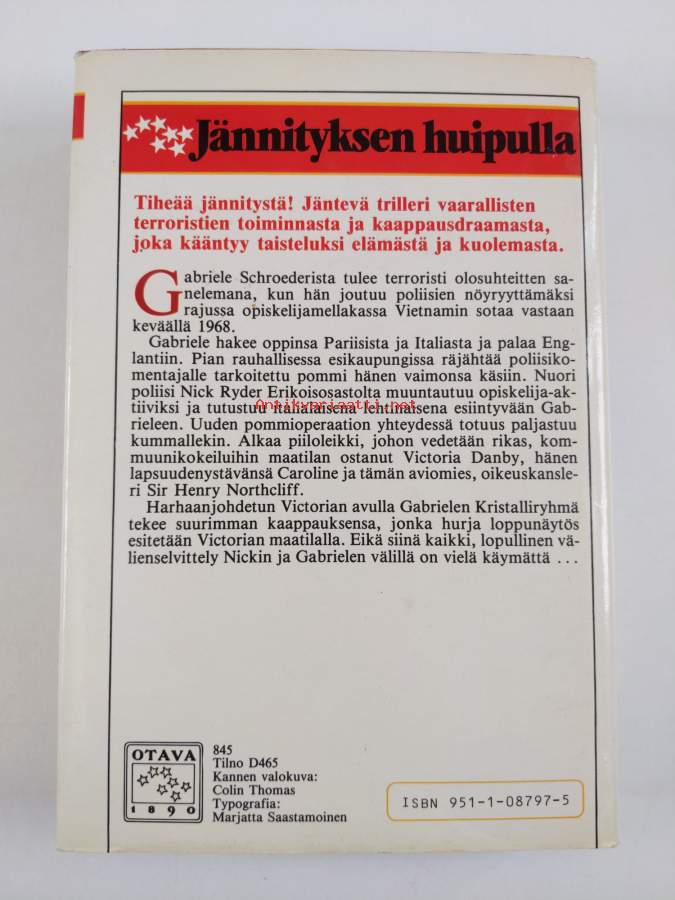 Jännityksen huipulla
Tiheää jännitystä! Jäntevä trilleri vaarallisten
terroristien toiminnasta ja kaappausdraamasta,
joka kääntyy taisteluksi elämästä ja kuolemasta.
Gabriele Schroederista tulee terroristi olosuhteitten sa-
nelemana, kun hän joutuu poliisien nöyryyttämäksi
rajussa opiskelijamellakassa Vietnamin sotaa vastaan
keväällä 1968.
Gabriele hakee oppinsa Pariisista ja Italiasta ja palaa Eng-
lantiin. Pian rauhallisessa esikaupungissa räjähtää poliisiko-
mentajalle tarkoitettu pommi hänen vaimonsa käsiin. Nuori
poliisi Nick Ryder Erikoisosastolta muuntautuu opiskelija-ak-
tiiviksi ja tutustuu italialaisena lehtinaisena esiintyvään Gab-
rieleen. Uuden pommioperaation yhteydessä totuus paljastuu
kummallekin. Alkaa piiloleikki, johon vedetään rikas, kom-
muunikokeiluihin maatilan ostanut Victoria Danby, hänen
lapsuudenystävänsä Caroline ja tämän aviomies, oikeuskansle-
ri Sir Henry Northcliff.
Harhaanjohdetun Victorian avulla Gabrielen Kristalliryhmä
tekee suurimman kaappauksensa, jonka hurja loppunäytös
esitetään Victorian maatilalla. Eikä siinä kaikki, lopullinen vä-
lienselvittely Nickin ja Gabrielen välillä on vielä käymättä ...
Antikvariaatti.net
OTAVA
1890
845
Tilno D465
Kannen valokuva:
Colin Thomas
Typografia:
Marjatta Saastamoinen
ISBN 951-1-08797-5